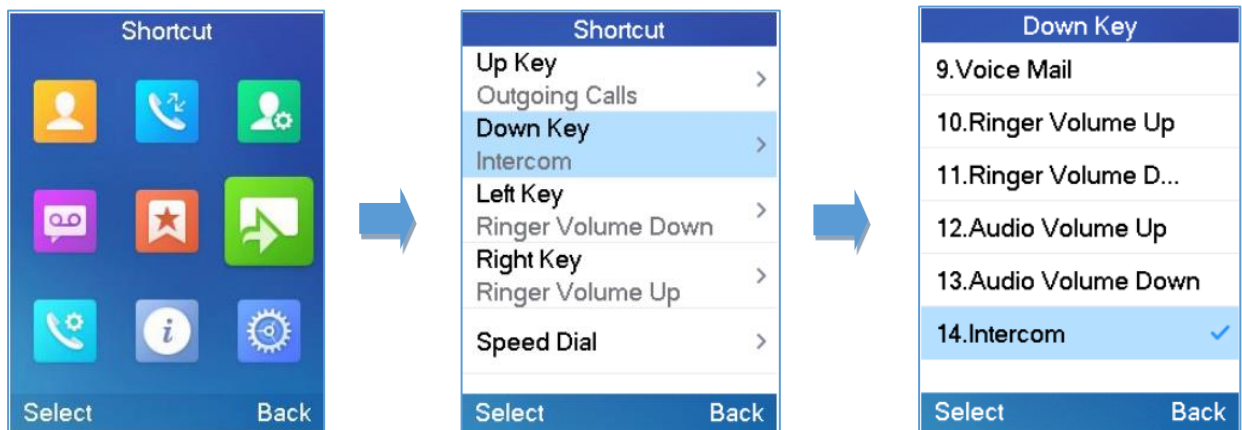 Shortcut
Select Back
Shortcut
Up Key
Outgoing Calls
Down Key
Intercom
Left Key
Ringer Volume Down
Right Key
Ringer Volume Up
Speed Dial
Select Back
Down Key
9.Voice Mail
10.Ringer Volume Up
11.Ringer Volume D...
12.Audio Volume Up
13.Audio Volume Down
14.Intercom
Select Back